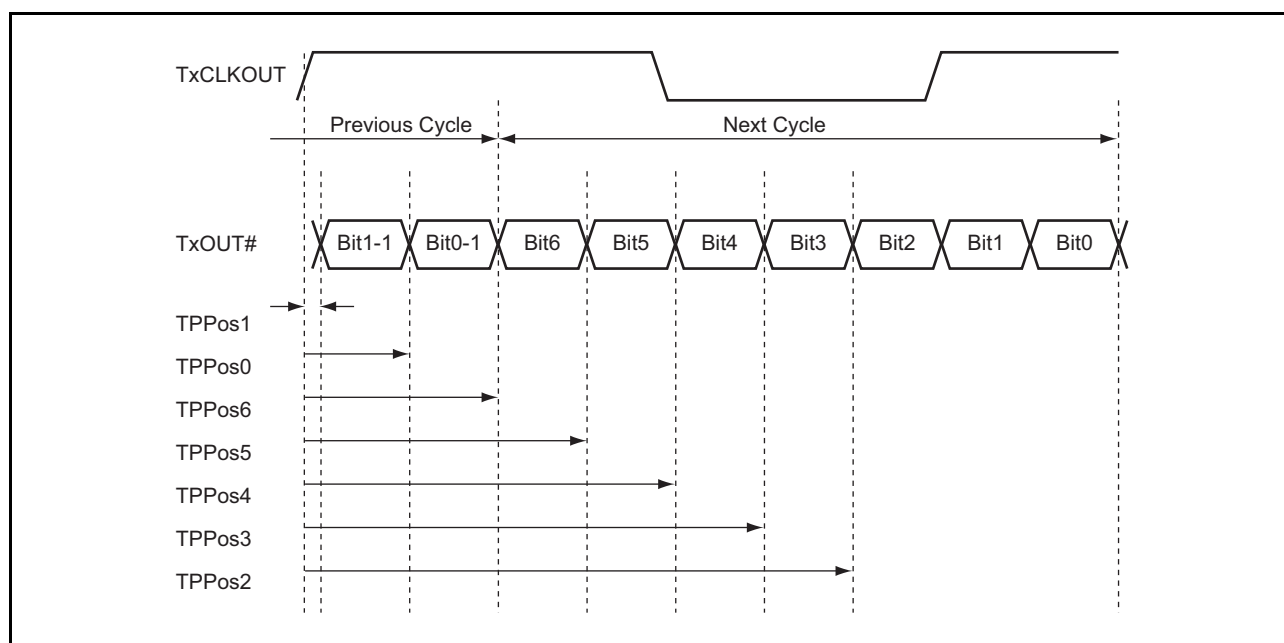 TxCLKOUT
Previous Cycle Next Cycle
TxOUT# Bit1-1 Bit0-1 Bit6 Bit5 Bit4 Bit3 Bit2 Bit1 Bit0
TPPos1
TPPos0
TPPos6
TPPos5
TPPos4
TPPos3
TPPos2